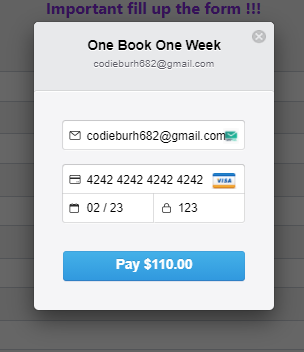 Important fill up the form !!!
One Book One Week
codieburh682@gmail.com
codieburh682@gmail.com
4242 4242 4242 4242 VISA
02 / 23 123
Pay $110.00